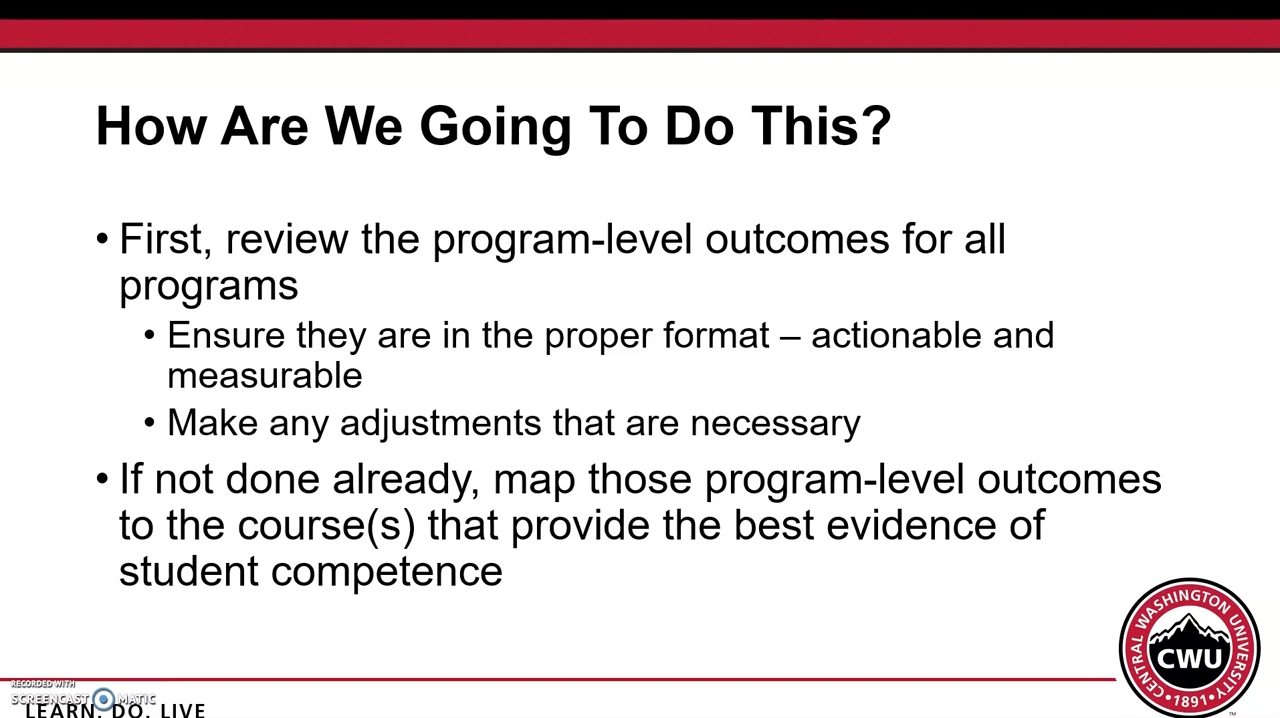 How Are We Going To Do This?
• First, review the program-level outcomes for all
programs
• Ensure they are in the proper format – actionable and
measurable
• Make any adjustments that are necessary
• If not done already, map those program-level outcomes
to the course(s) that provide the best evidence of
student competence
CENTRAL WASHINGTON UNIVERSITY
CWU
• 1891 •
™
RECORDED WITH
SCREENCAST MATIC
LEARN. DO. LIVE